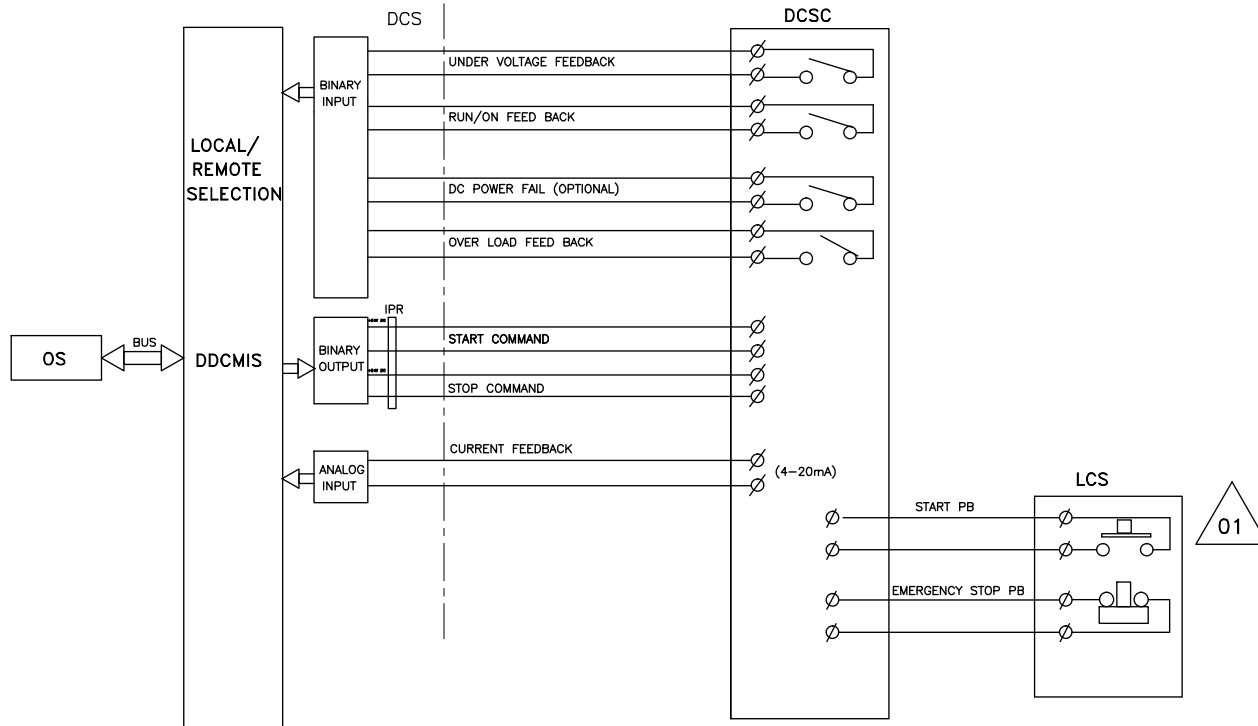 DCS
DCSC
BINARY
INPUT
UNDER VOLTAGE FEEDBACK
RUN/ON FEED BACK
DC POWER FAIL (OPTIONAL)
OVER LOAD FEED BACK
LOCAL/
REMOTE
SELECTION
IPR
OS
BUS
DDCMIS
BINARY
OUTPUT
START COMMAND
STOP COMMAND
ANALOG
INPUT
CURRENT FEEDBACK
(4-20mA)
LCS
START PB
01
EMERGENCY STOP PB